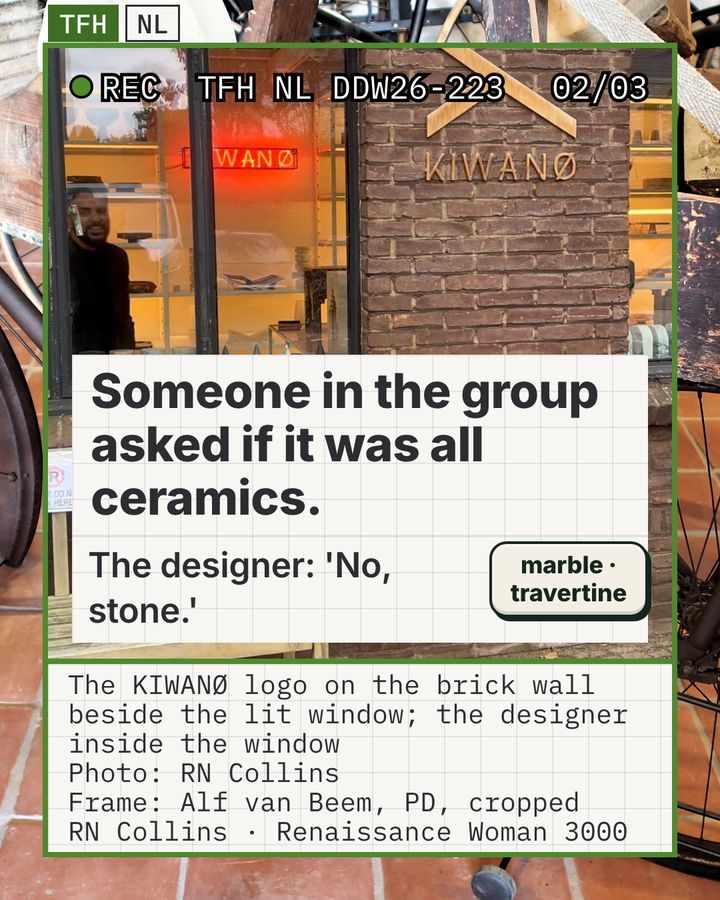 TFH NL
REC TFH NL DDW26-223 02/03
KIWANØ
WANØ
Someone in the group
asked if it was all
ceramics.
The designer: 'No,
stone.'
marble ·
travertine
The KIWANØ logo on the brick wall
beside the lit window; the designer
inside the window
Photo: RN Collins
Frame: Alf van Beem, PD, cropped
RN Collins · Renaissance Woman 3000